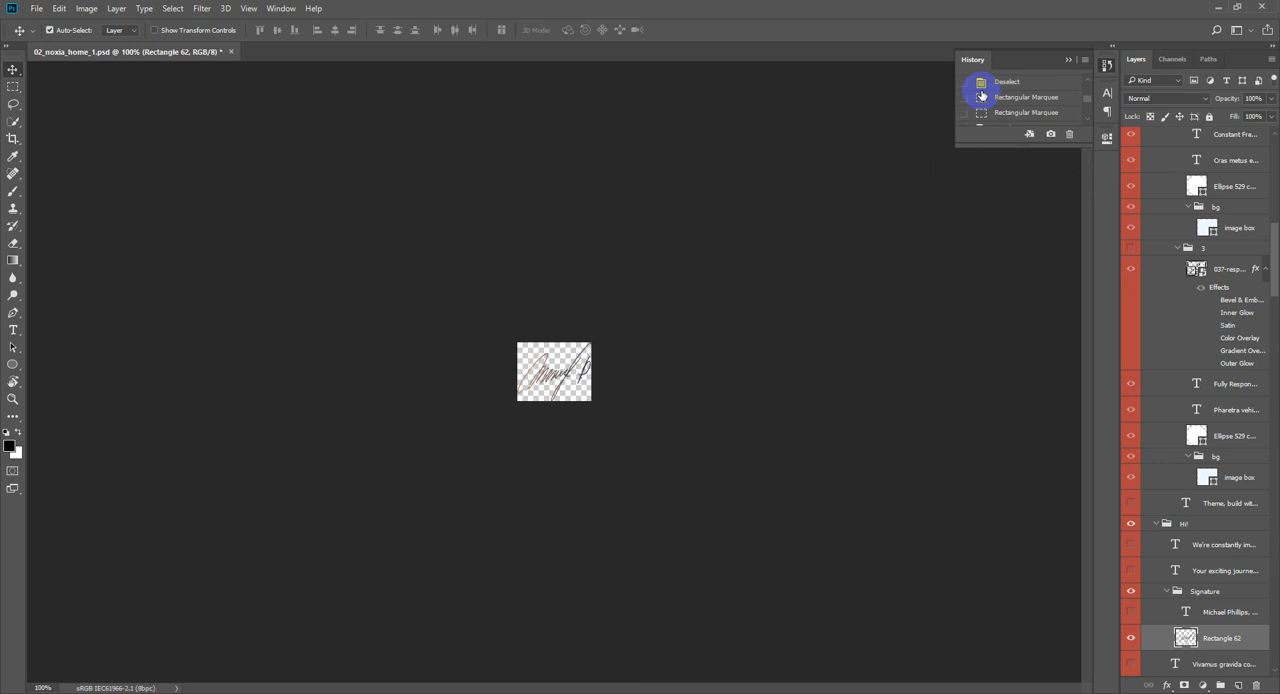 Ps File Edit Image Layer Type Select Filter 3D View Window Help
Auto-Select: Layer Show Transform Controls 3D Mode:
02_noxia_home_1.psd @ 100% (Rectangle 62, RGB/8) * ×
History
Deselect
Rectangular Marquee
Rectangular Marquee
Layers Channels Paths
Kind
Normal Opacity: 100%
Lock: Fill: 100%
Constant Fre...
Cras metus e...
Ellipse 529 c...
bg
image box
3
037-resp... fx
Effects
Bevel & Emb...
Inner Glow
Satin
Color Overlay
Gradient Ove...
Outer Glow
Fully Respon...
Pharetra vehi...
Ellipse 529 c...
bg
image box
Theme, build wit...
Hi!
We're constantly im...
Your exciting journe...
Signature
Michael Phillips, ...
Rectangle 62
Vivamus gravida co...
100% sRGB IEC61966-2.1 (8bpc)